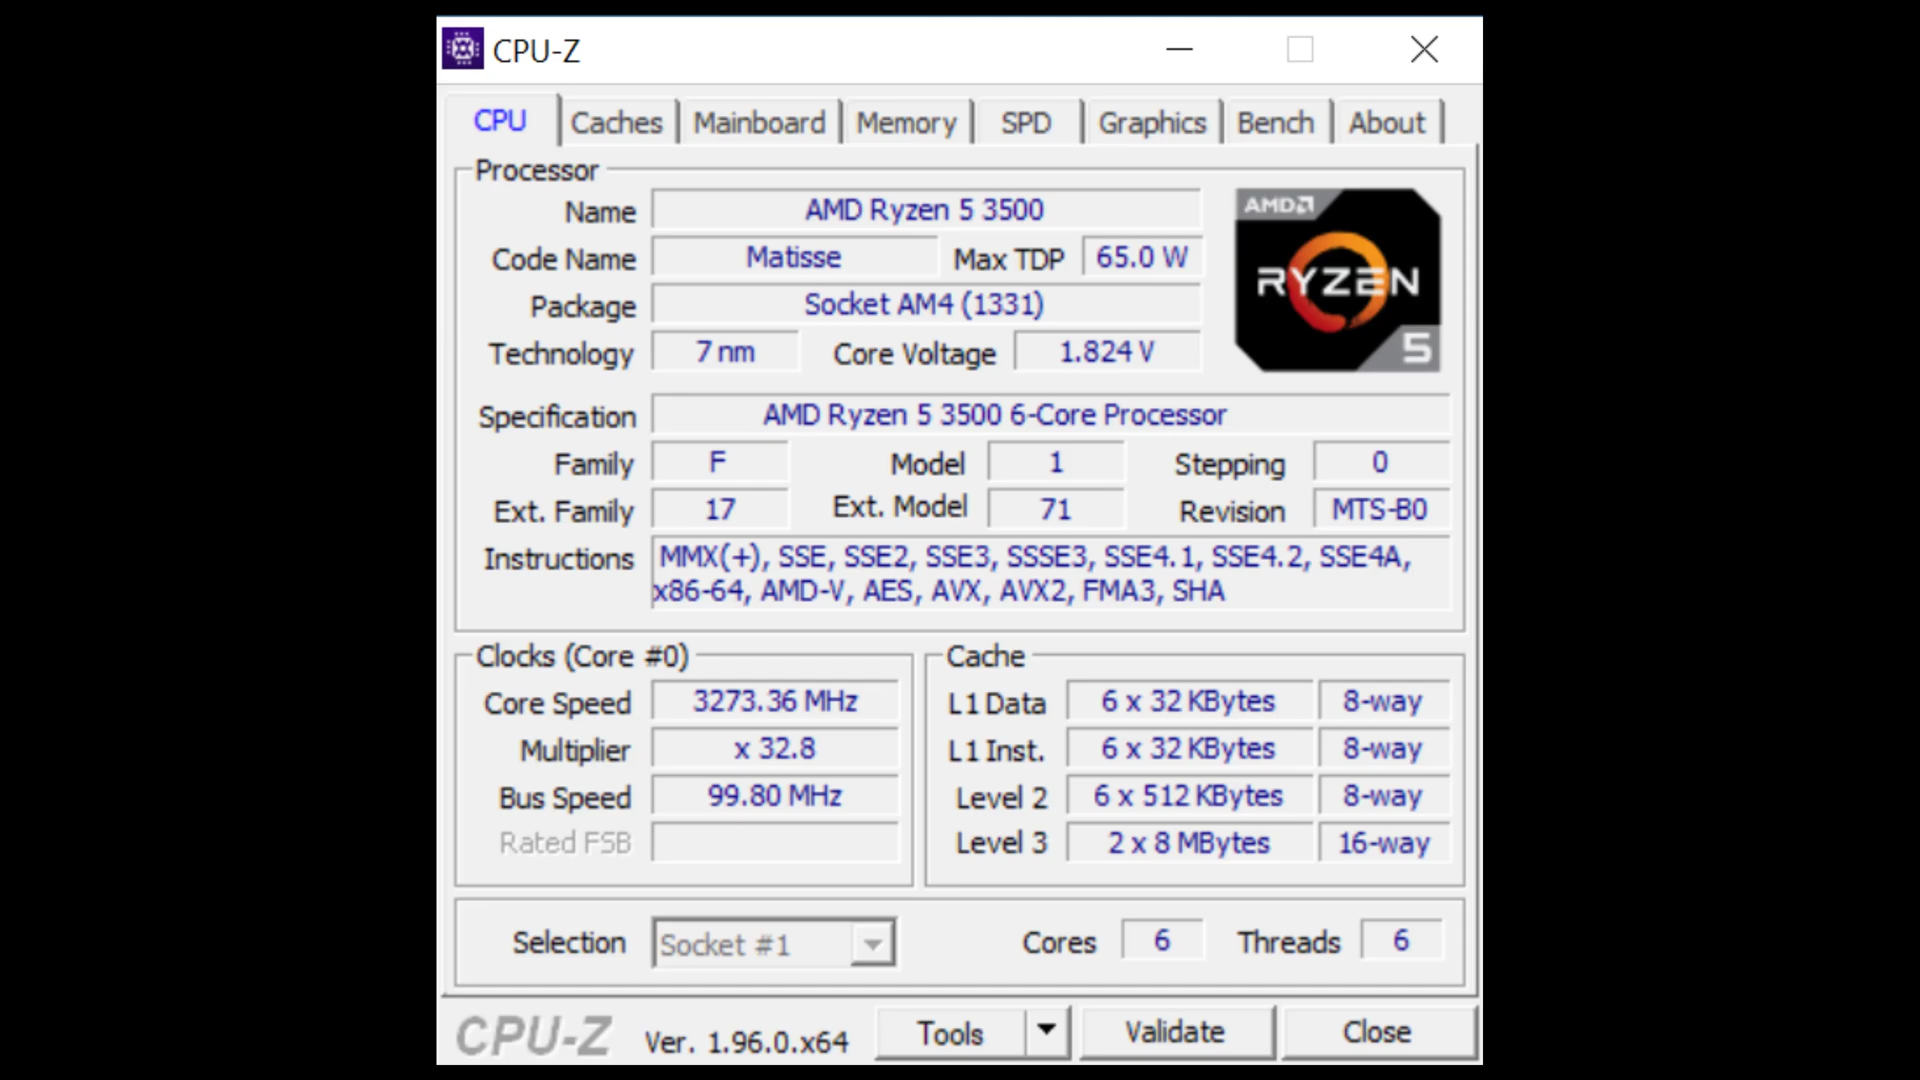 CPU-Z
CPU Caches Mainboard Memory SPD Graphics Bench About
Processor
Name AMD Ryzen 5 3500
AMD
RYZEN
5
Code Name Matisse Max TDP 65.0 W
Package Socket AM4 (1331)
Technology 7 nm Core Voltage 1.824 V
Specification AMD Ryzen 5 3500 6-Core Processor
Family F Model 1 Stepping 0
Ext. Family 17 Ext. Model 71 Revision MTS-B0
Instructions MMX(+), SSE, SSE2, SSE3, SSSE3, SSE4.1, SSE4.2, SSE4A,
x86-64, AMD-V, AES, AVX, AVX2, FMA3, SHA
Clocks (Core #0)
Core Speed 3273.36 MHz
Multiplier x 32.8
Bus Speed 99.80 MHz
Rated FSB
Cache
L1 Data 6 x 32 KBytes 8-way
L1 Inst. 6 x 32 KBytes 8-way
Level 2 6 x 512 KBytes 8-way
Level 3 2 x 8 MBytes 16-way
Selection Socket #1 Cores 6 Threads 6
CPU-Z Ver. 1.96.0.x64 Tools Validate Close